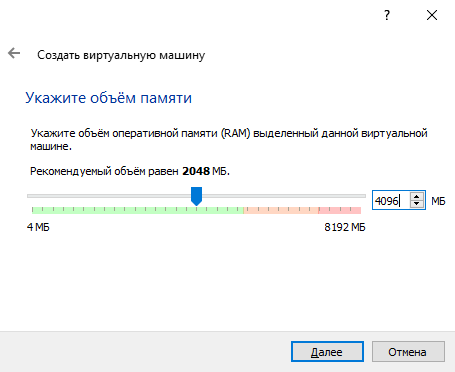 ?
Создать виртуальную машину
Укажите объём памяти
Укажите объём оперативной памяти (RAM) выделенный данной виртуальной
машине.
Рекомендуемый объём равен 2048 МБ.
4096 МБ
4 МБ 8192 МБ
Далее Отмена